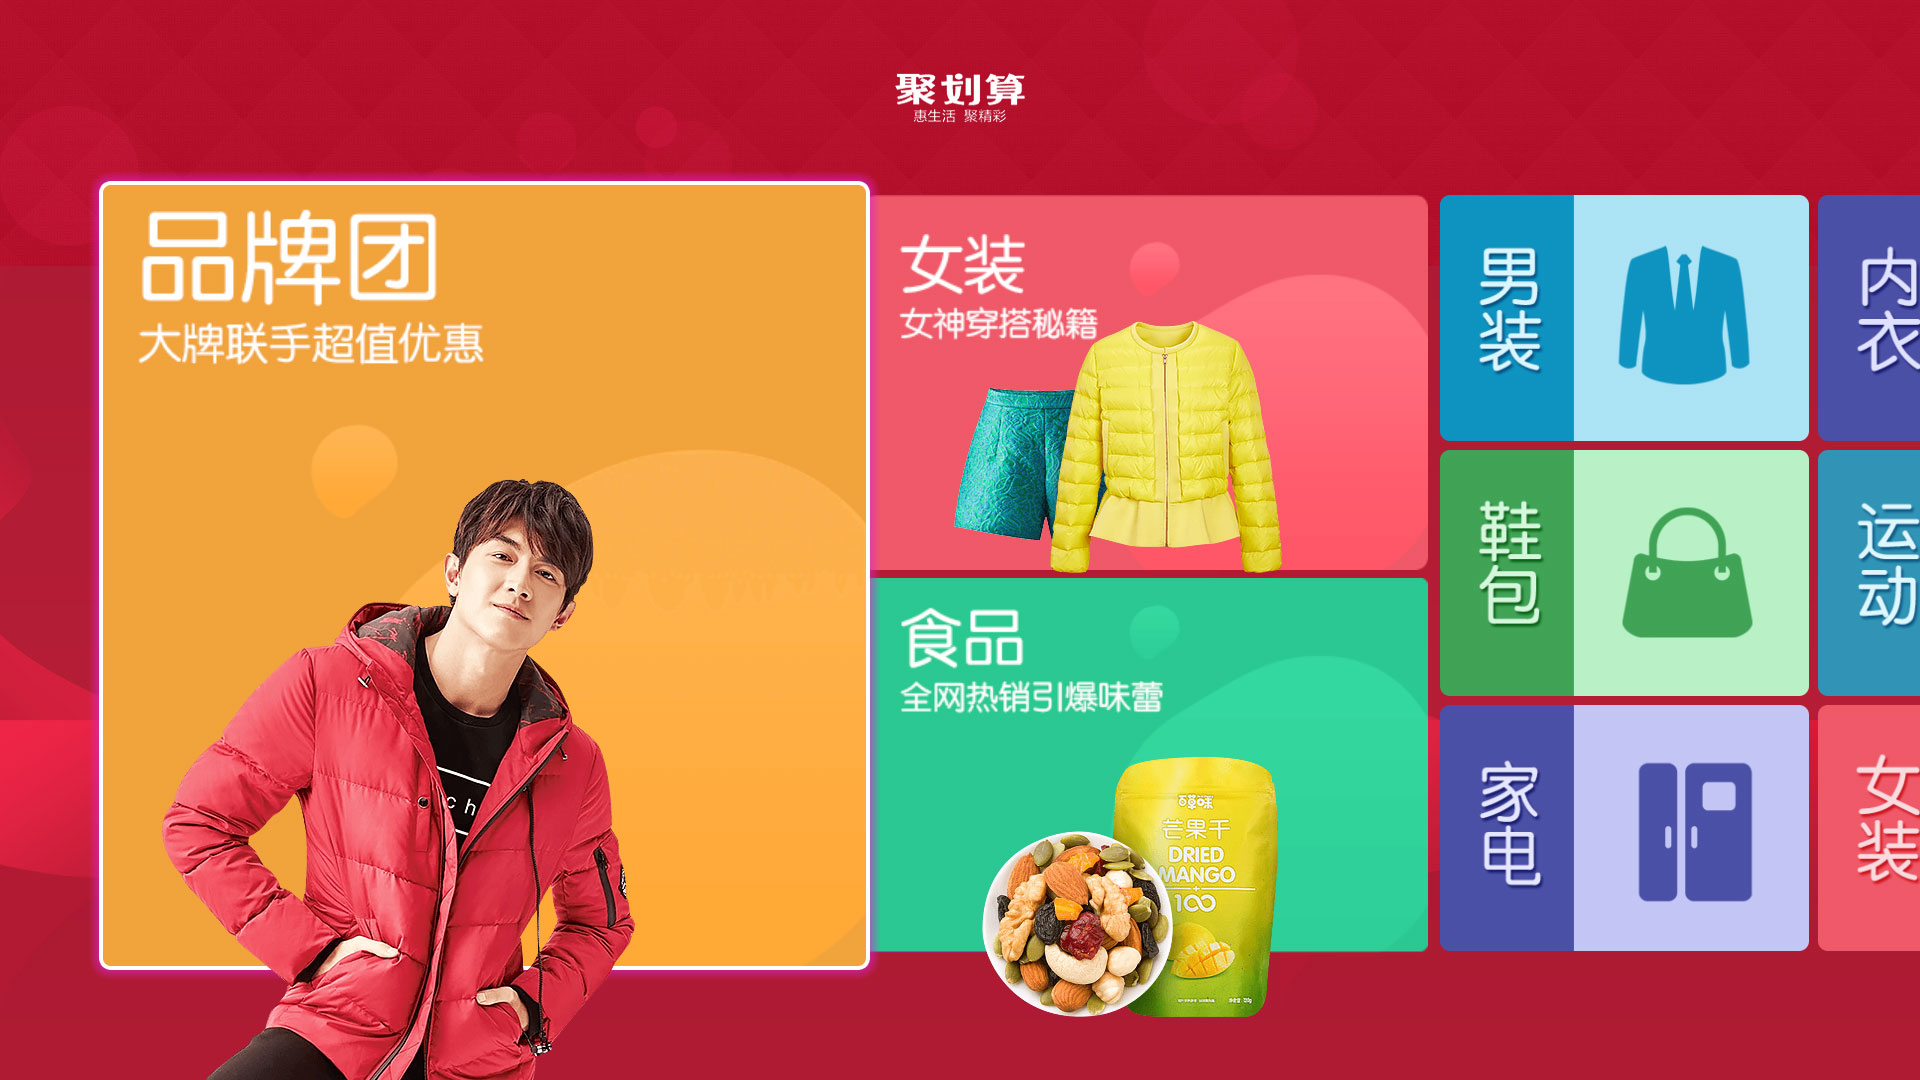 聚划算
惠生活 聚精彩
品牌团
大牌联手超值优惠
ch
女装
女神穿搭秘籍
食品
全网热销引爆味蕾
百草味
芒果干
DRIED
MANGO
100
男装
鞋包
家电
内衣
运动
女装